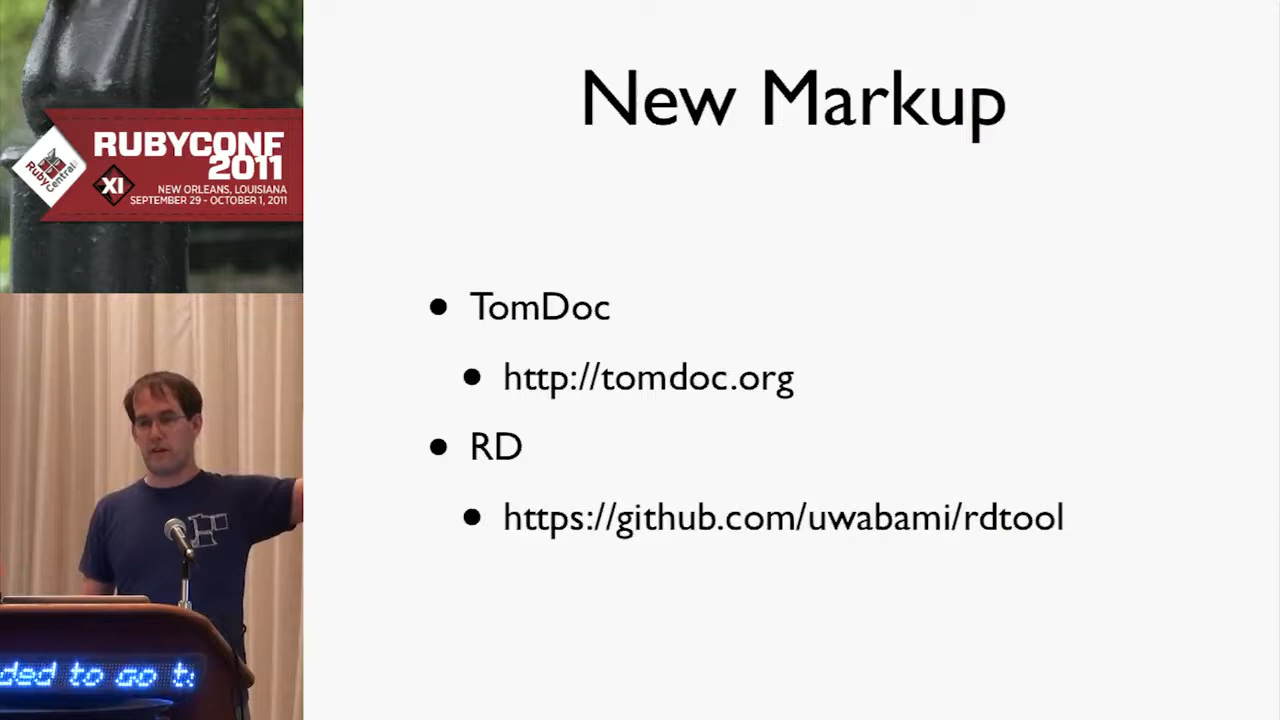 RUBYCONF
2011
RubyCentral
XI
NEW ORLEANS, LOUISIANA
SEPTEMBER 29 - OCTOBER 1, 2011
New Markup
• TomDoc
• http://tomdoc.org
• RD
• https://github.com/uwabami/rdtool
to go